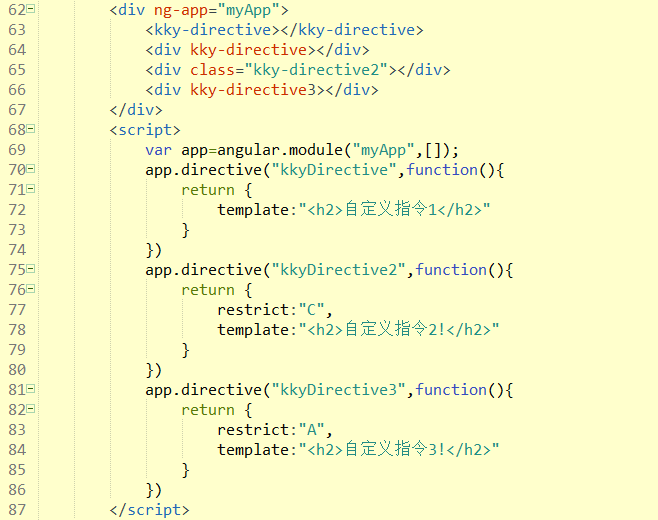 62 <div ng-app="myApp">
63 <kky-directive></kky-directive>
64 <div kky-directive></div>
65 <div class="kky-directive2"></div>
66 <div kky-directive3></div>
67 </div>
68 <script>
69 var app=angular.module("myApp",[]);
70 app.directive("kkyDirective",function(){
71 return {
72 template:"<h2>自定义指令1</h2>"
73 }
74 })
75 app.directive("kkyDirective2",function(){
76 return {
77 restrict:"C",
78 template:"<h2>自定义指令2!</h2>"
79 }
80 })
81 app.directive("kkyDirective3",function(){
82 return {
83 restrict:"A",
84 template:"<h2>自定义指令3!</h2>"
85 }
86 })
87 </script>